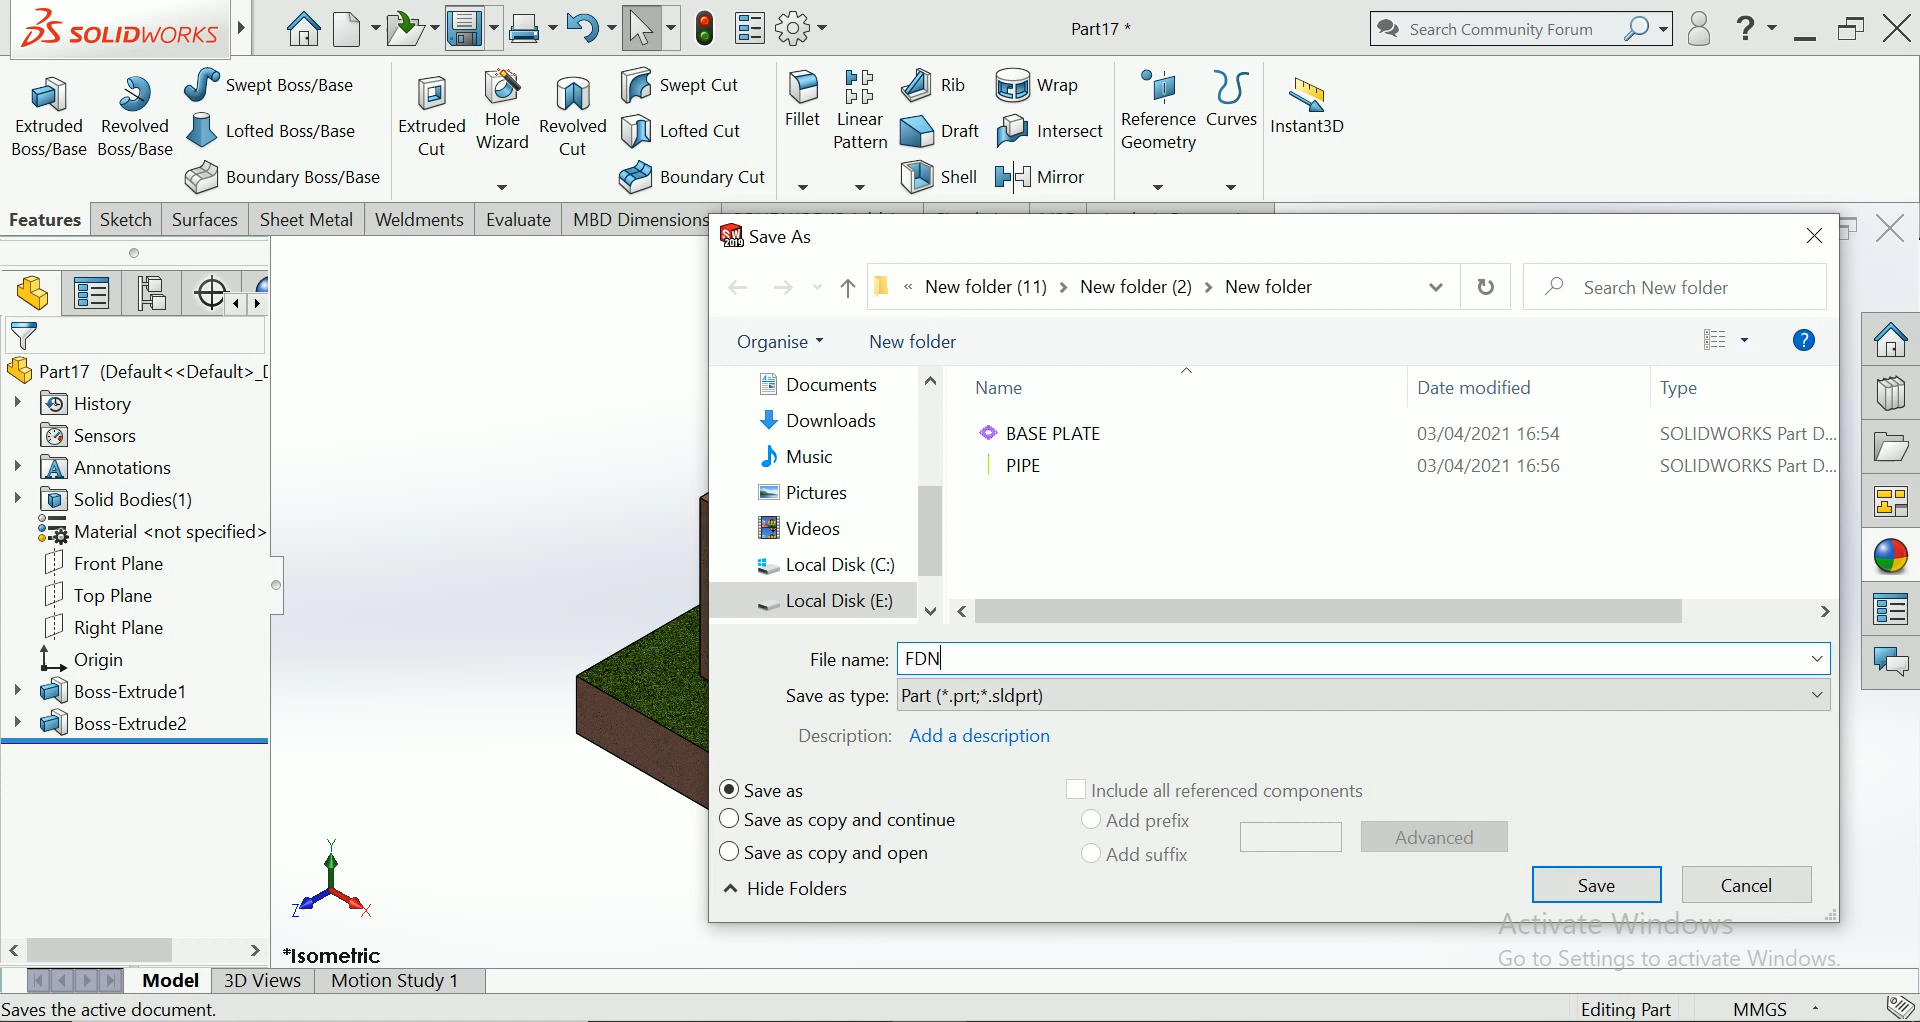 SOLIDWORKS
Part17 *
Search Community Forum
?
Extruded Boss/Base
Revolved Boss/Base
Swept Boss/Base
Lofted Boss/Base
Boundary Boss/Base
Extruded Cut
Hole Wizard
Revolved Cut
Swept Cut
Lofted Cut
Boundary Cut
Fillet
Linear Pattern
Rib
Draft
Shell
Wrap
Intersect
Mirror
Reference Geometry
Curves
Instant3D
Features
Sketch
Surfaces
Sheet Metal
Weldments
Evaluate
MBD Dimensions
Part17 (Default<<Default>_
History
Sensors
Annotations
Solid Bodies(1)
Material <not specified>
Front Plane
Top Plane
Right Plane
Origin
Boss-Extrude1
Boss-Extrude2
SW 2019
Save As
« New folder (11) > New folder (2) > New folder
Search New folder
Organise
New folder
?
Documents
Downloads
Music
Pictures
Videos
Local Disk (C:)
Local Disk (E:)
Name Date modified Type
BASE PLATE 03/04/2021 16:54 SOLIDWORKS Part D...
PIPE 03/04/2021 16:56 SOLIDWORKS Part D...
File name: FDN
Save as type: Part (*.prt;*.sldprt)
Description: Add a description
Save as
Save as copy and continue
Save as copy and open
Include all referenced components
Add prefix
Add suffix
Advanced
Hide Folders
Save
Cancel
Activate Windows
Go to Settings to activate Windows.
Y
Z
X
*Isometric
Model
3D Views
Motion Study 1
Saves the active document.
Editing Part
MMGS